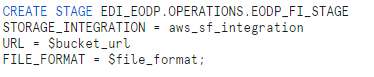 CREATE STAGE EDI_EODP.OPERATIONS.EODP_FI_STAGE
STORAGE_INTEGRATION = aws_sf_integration
URL = $bucket_url
FILE_FORMAT = $file_format;